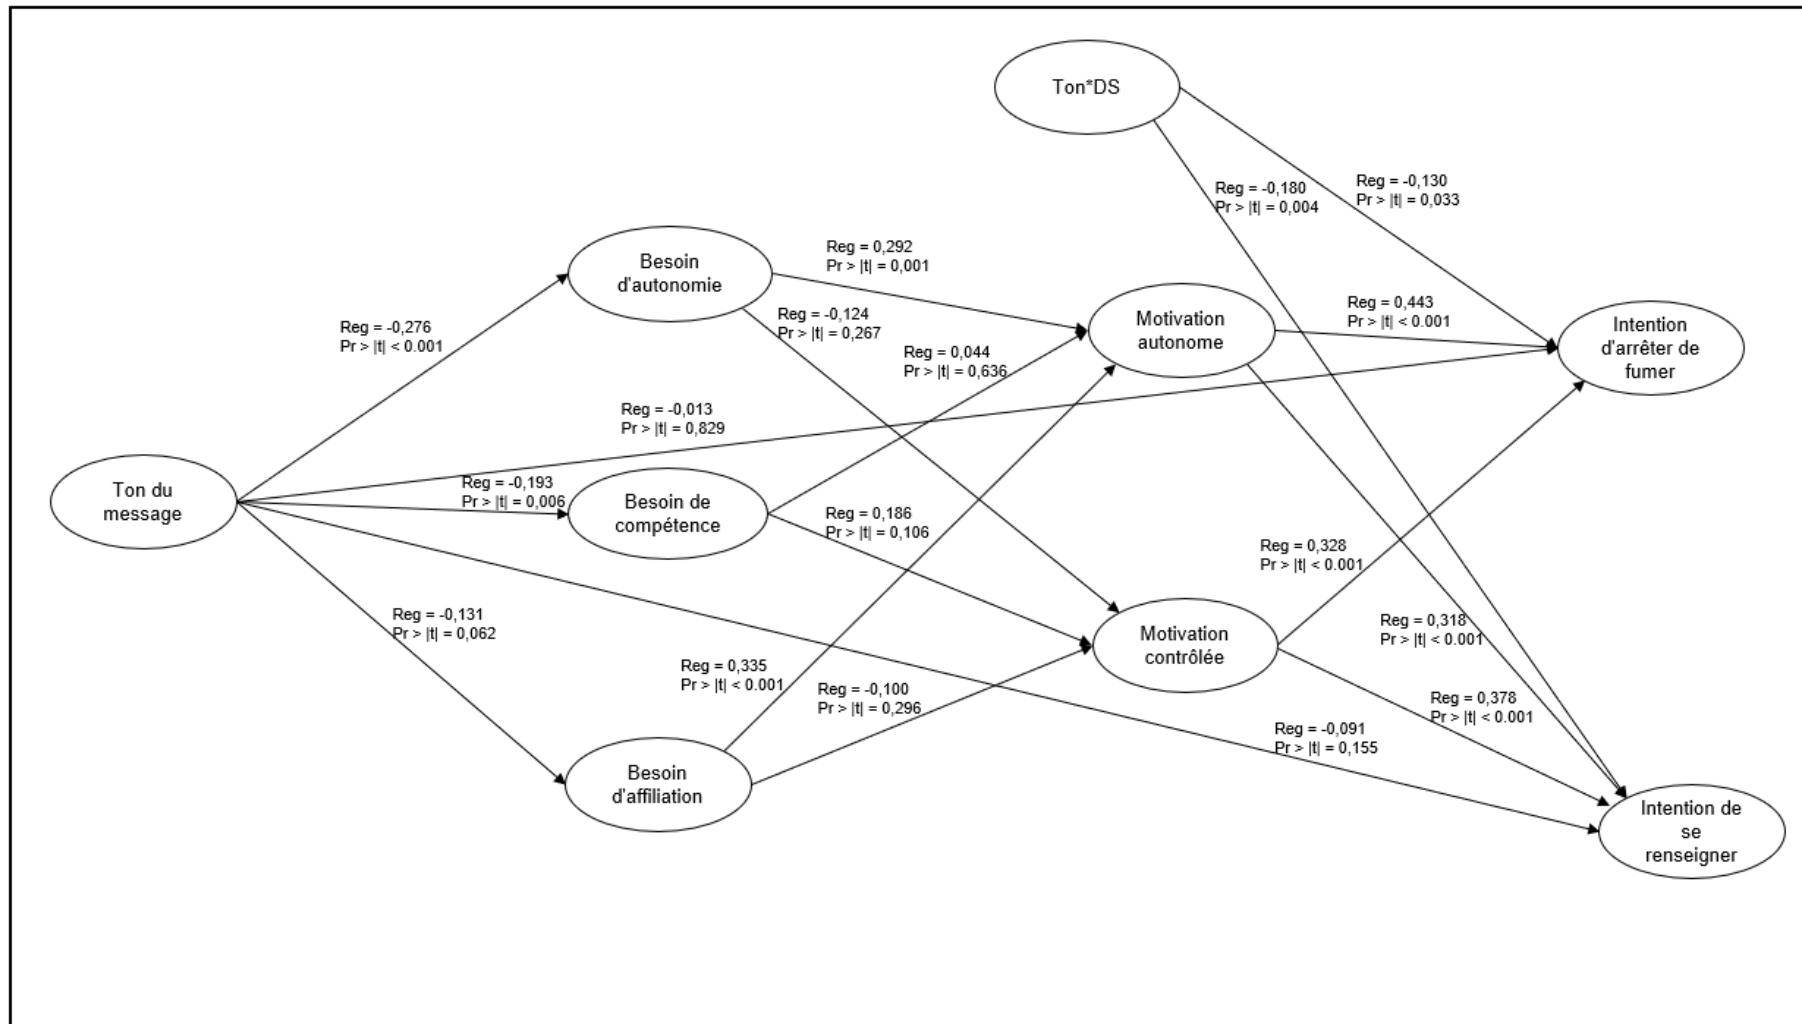 Ton*DS
Reg = -0,130
Pr > |t| = 0,033
Reg = -0,180
Pr > |t| = 0,004
Besoin
d'autonomie
Reg = 0,292
Pr > |t| = 0,001
Reg = -0,276
Pr > |t| < 0.001
Reg = -0,124
Pr > |t| = 0,267
Reg = 0,044
Pr > |t| = 0,636
Motivation
autonome
Reg = 0,443
Pr > |t| < 0.001
Intention
d'arrêter de
fumer
Reg = -0,013
Pr > |t| = 0,829
Ton du
message
Reg = -0,193
Pr > |t| = 0,006
Besoin de
compétence
Reg = 0,186
Pr > |t| = 0,106
Reg = 0,328
Pr > |t| < 0.001
Reg = -0,131
Pr > |t| = 0,062
Reg = 0,318
Pr > |t| < 0.001
Motivation
contrôlée
Reg = 0,335
Pr > |t| < 0.001
Reg = -0,100
Pr > |t| = 0,296
Reg = 0,378
Pr > |t| < 0.001
Reg = -0,091
Pr > |t| = 0,155
Besoin
d'affiliation
Intention de
se
renseigner